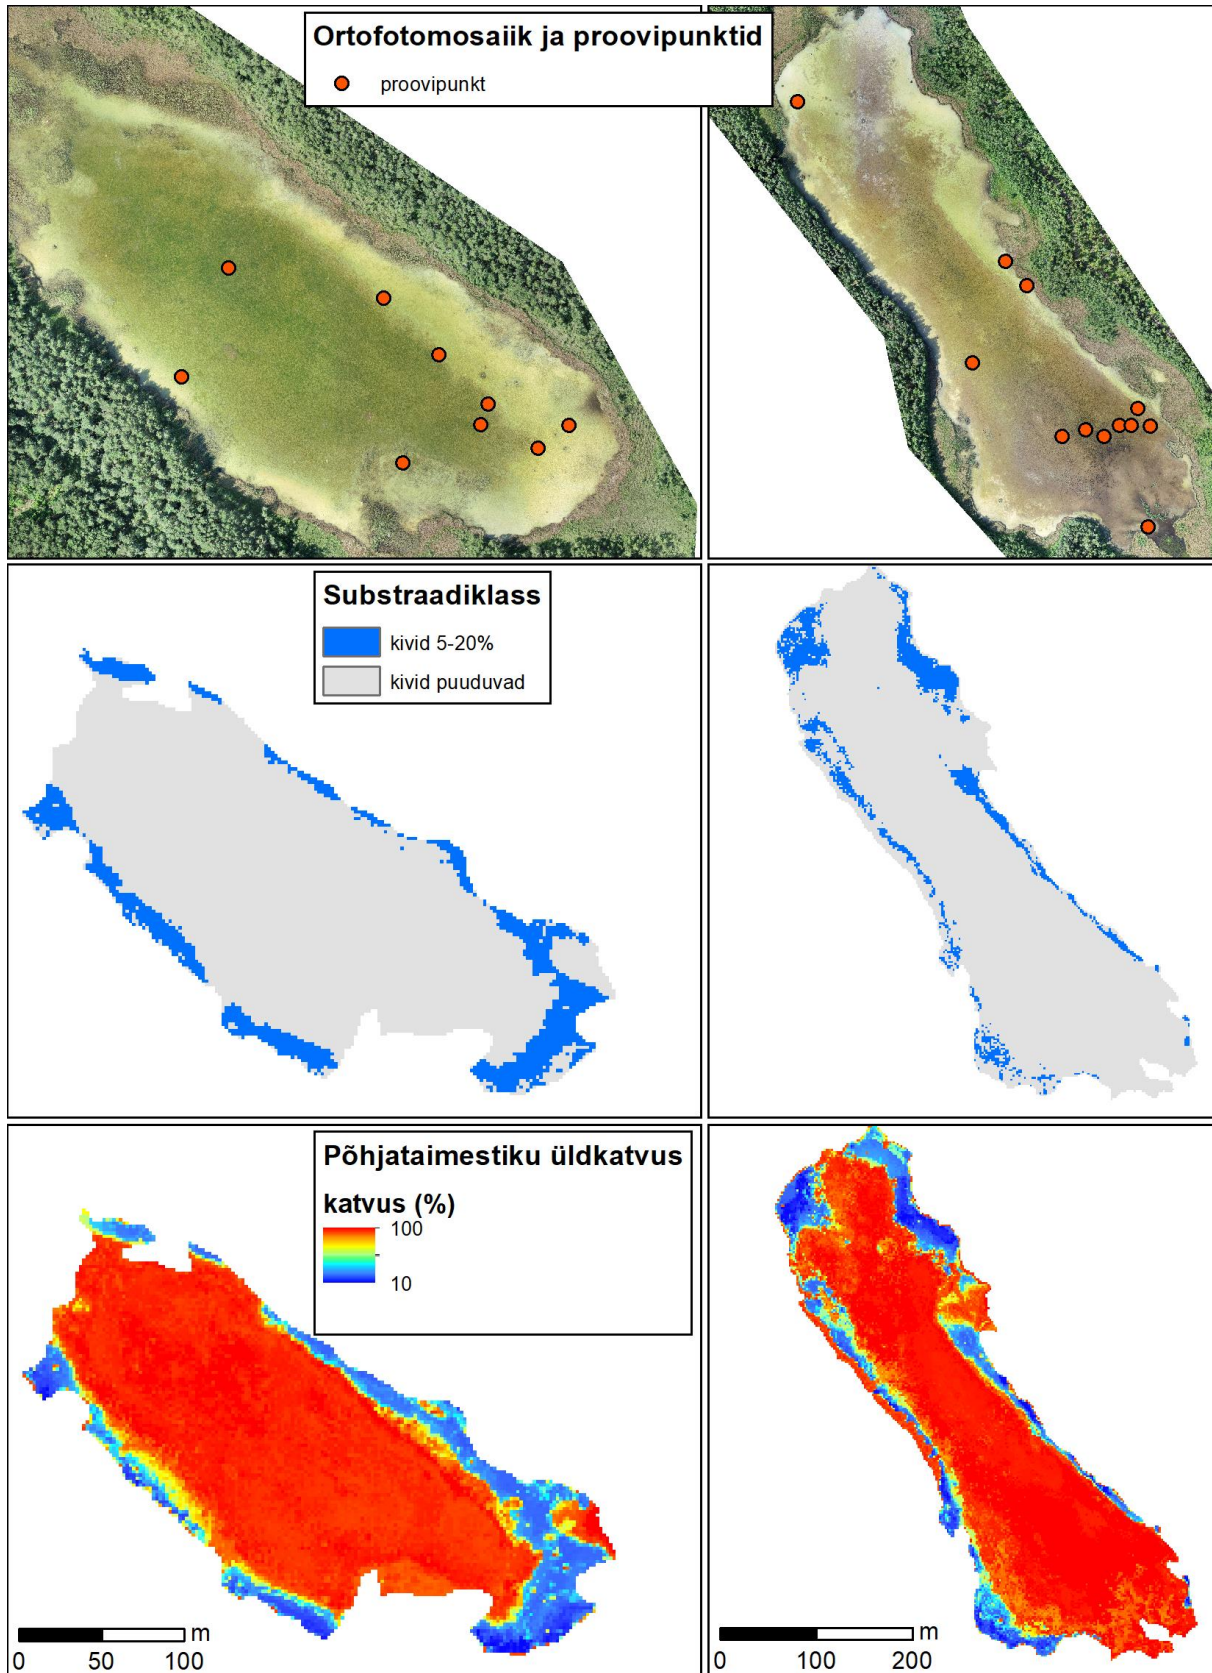 Ortofotomosaiik ja proovipunktid
proovipunkt
Substraadiklass
kivid 5-20%
kivid puuduvad
Põhjataimestiku üldkatvus
katvus (%)
100
10
m
0 50 100
m
0 100 200